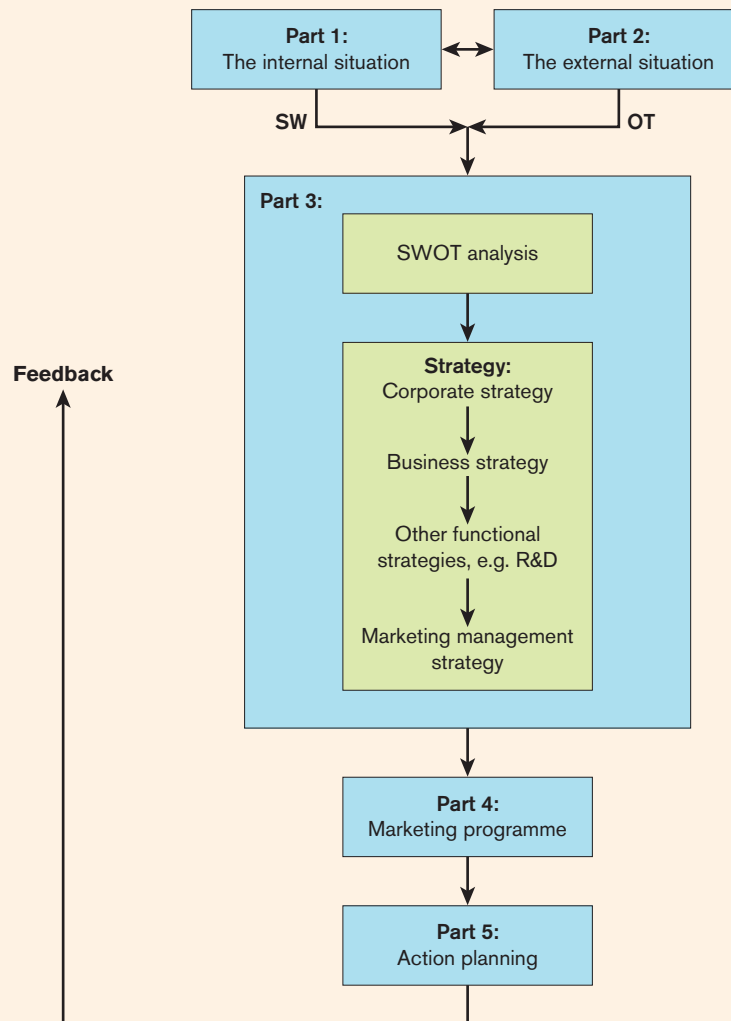 Part 1:
The internal situation
Part 2:
The external situation
SW
OT
Part 3:
SWOT analysis
Feedback
Strategy:
Corporate strategy
Business strategy
Other functional
strategies, e.g. R&D
Marketing management
strategy
Part 4:
Marketing programme
Part 5:
Action planning